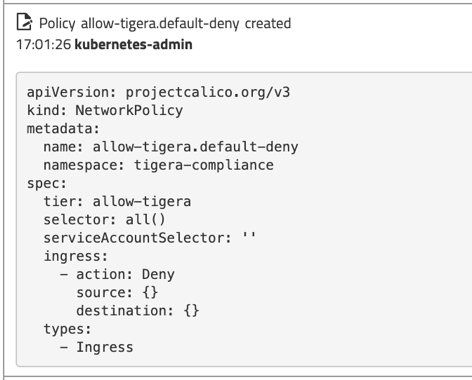 Policy allow-tigera.default-deny created
17:01:26 kubernetes-admin
apiVersion: projectcalico.org/v3
kind: NetworkPolicy
metadata:
  name: allow-tigera.default-deny
  namespace: tigera-compliance
spec:
  tier: allow-tigera
  selector: all()
  serviceAccountSelector: ''
  ingress:
    - action: Deny
      source: {}
      destination: {}
  types:
    - Ingress